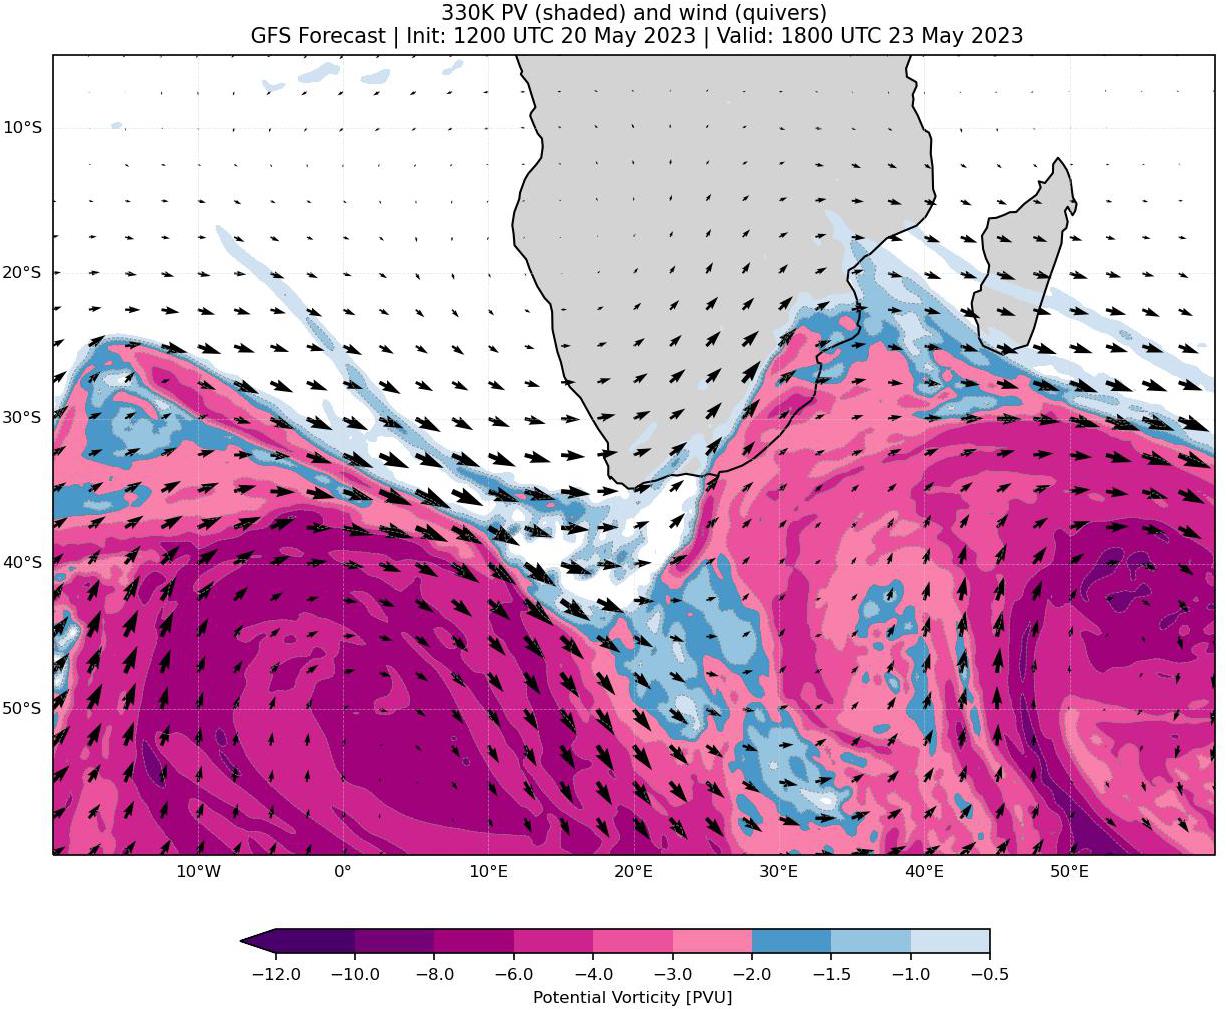 330K PV (shaded) and wind (quivers)
GFS Forecast | Init: 1200 UTC 20 May 2023 | Valid: 1800 UTC 23 May 2023
10°S
20°S
30°S
40°S
50°S
10°W 0° 10°E 20°E 30°E 40°E 50°E
−12.0 −10.0 −8.0 −6.0 −4.0 −3.0 −2.0 −1.5 −1.0 −0.5
Potential Vorticity [PVU]